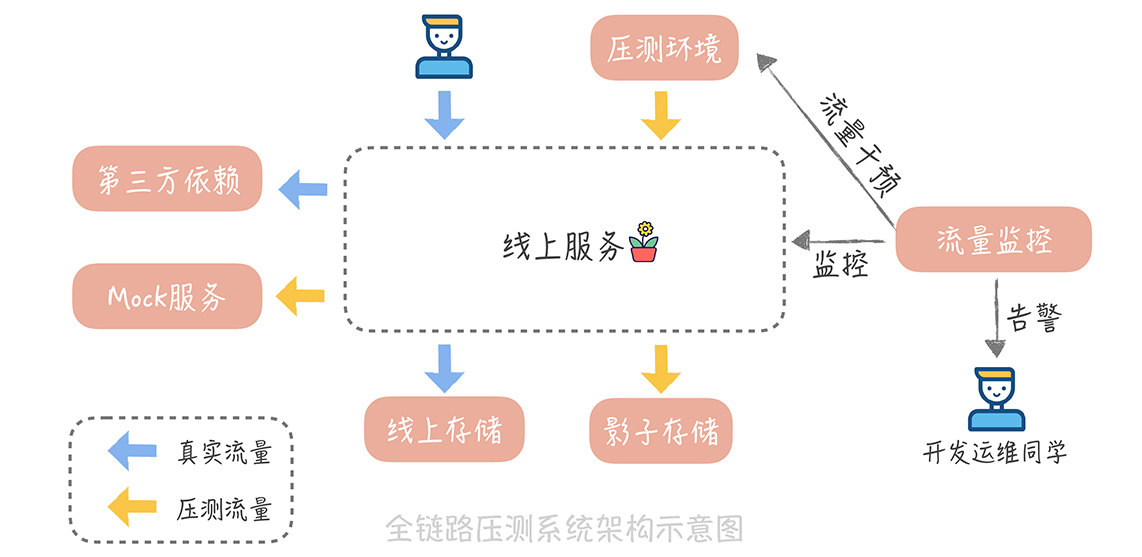 压测环境
流量干预
第三方依赖
线上服务
监控
流量监控
Mock服务
告警
线上存储
影子存储
开发运维同学
真实流量
压测流量
全链路压测系统架构示意图